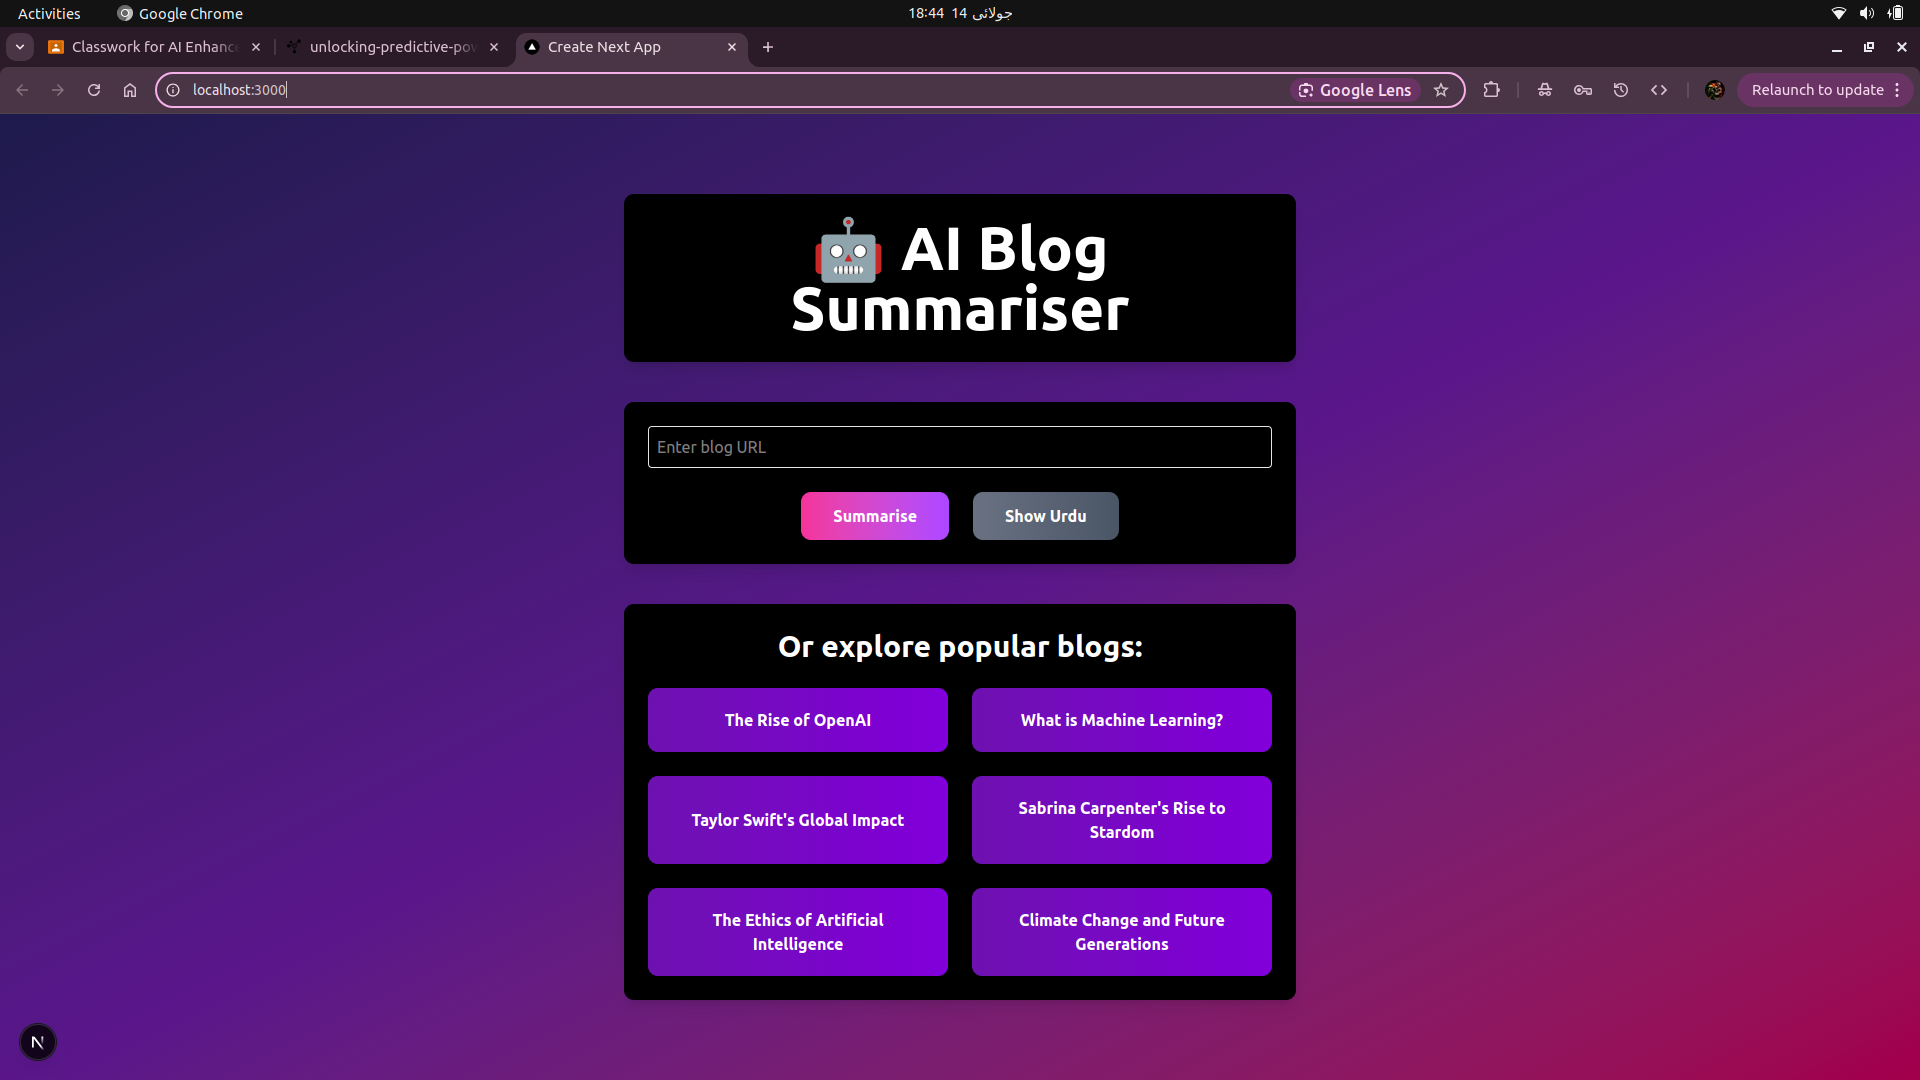 Activities
Google Chrome
18:44 14 جولائی
Classwork for AI Enhance
unlocking-predictive-pow
Create Next App
localhost:3000
Google Lens
Relaunch to update
AI Blog
Summariser
Enter blog URL
Summarise
Show Urdu
Or explore popular blogs:
The Rise of OpenAI
What is Machine Learning?
Taylor Swift's Global Impact
Sabrina Carpenter's Rise to
Stardom
The Ethics of Artificial
Intelligence
Climate Change and Future
Generations
N